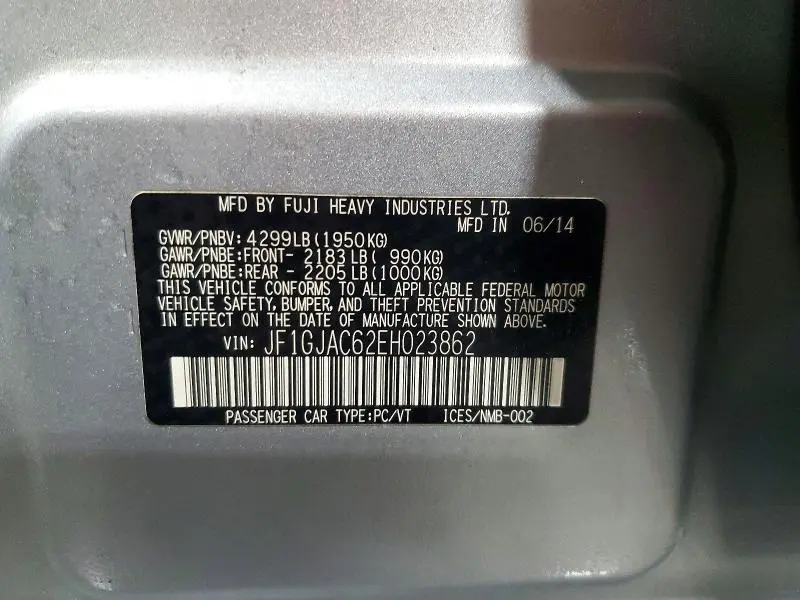 MFD BY FUJI HEAVY INDUSTRIES LTD.
MFD IN 06/14
GVWR/PNBV: 4299LB(1950KG)
GAWR/PNBE:FRONT- 2183LB( 990KG)
GAWR/PNBE:REAR - 2205LB(1000KG)
THIS VEHICLE CONFORMS TO ALL APPLICABLE FEDERAL MOTOR
VEHICLE SAFETY, BUMPER, AND THEFT PREVENTION STANDARDS
IN EFFECT ON THE DATE OF MANUFACTURE SHOWN ABOVE.
VIN: JF1GJAC62EH023862
PASSENGER CAR TYPE:PC/VT ICES/NMB-002